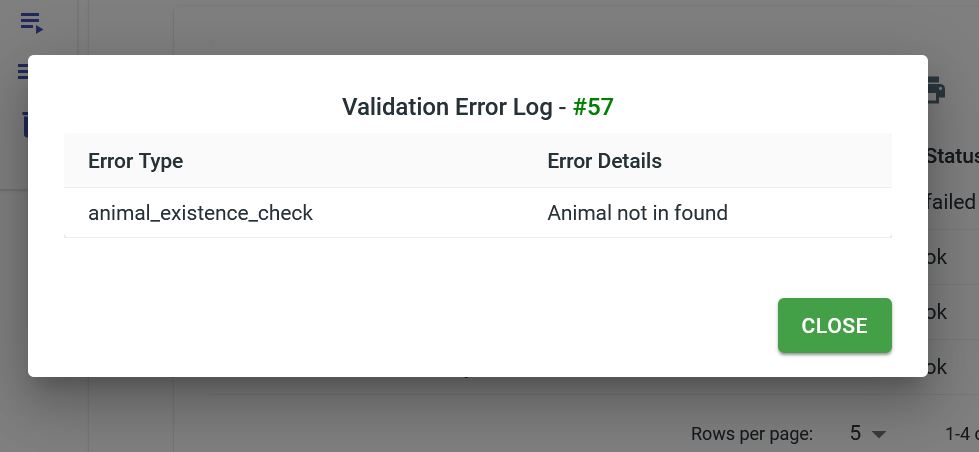 Validation Error Log - #57
Error Type Error Details
animal_existence_check Animal not in found
CLOSE
Status
failed
ok
ok
ok
Rows per page: 5 1-4